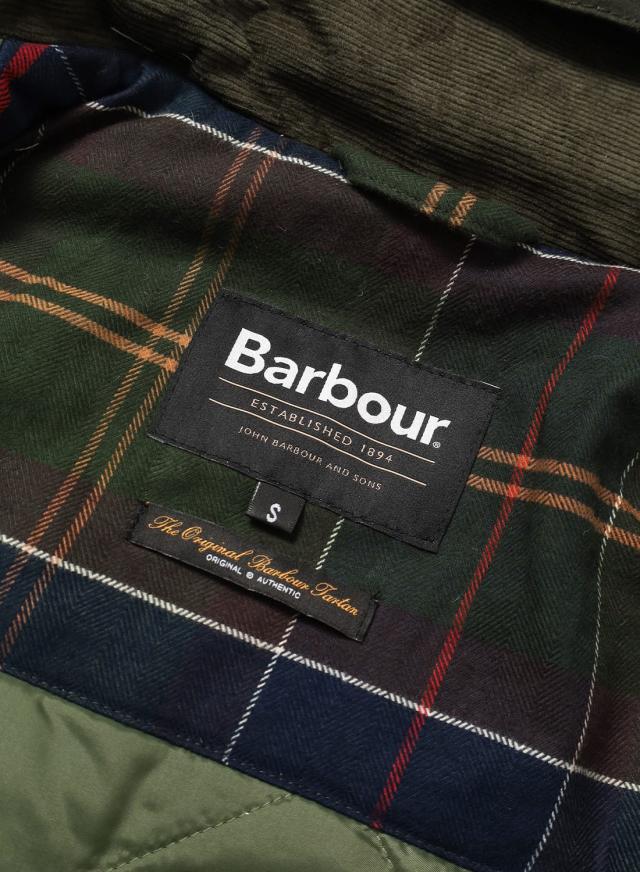 Barbour®
ESTABLISHED 1894
JOHN BARBOUR AND SONS
S
The Original Barbour Tartan
ORIGINAL @ AUTHENTIC